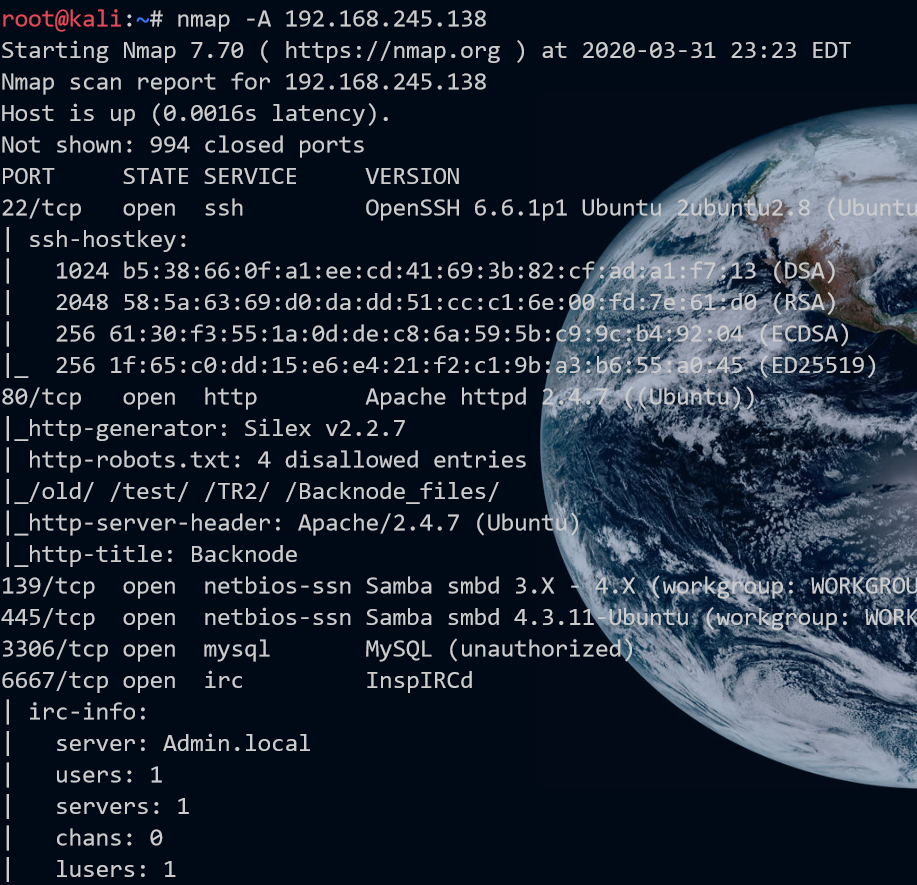 root@kali:~# nmap -A 192.168.245.138
Starting Nmap 7.70 ( https://nmap.org ) at 2020-03-31 23:23 EDT
Nmap scan report for 192.168.245.138
Host is up (0.0016s latency).
Not shown: 994 closed ports
PORT     STATE SERVICE     VERSION
22/tcp   open  ssh         OpenSSH 6.6.1p1 Ubuntu 2ubuntu2.8 (Ubuntu
| ssh-hostkey:
|   1024 b5:38:66:0f:a1:ee:cd:41:69:3b:82:cf:ad:a1:f7:13 (DSA)
|   2048 58:5a:63:69:d0:da:dd:51:cc:c1:6e:00:fd:7e:61:d0 (RSA)
|   256 61:30:f3:55:1a:0d:de:c8:6a:59:5b:c9:9c:b4:92:04 (ECDSA)
|_  256 1f:65:c0:dd:15:e6:e4:21:f2:c1:9b:a3:b6:55:a0:45 (ED25519)
80/tcp   open  http        Apache httpd 2.4.7 ((Ubuntu))
|_http-generator: Silex v2.2.7
| http-robots.txt: 4 disallowed entries
|_/old/ /test/ /TR2/ /Backnode_files/
|_http-server-header: Apache/2.4.7 (Ubuntu)
|_http-title: Backnode
139/tcp  open  netbios-ssn Samba smbd 3.X - 4.X (workgroup: WORKGROU
445/tcp  open  netbios-ssn Samba smbd 4.3.11-Ubuntu (workgroup: WORK
3306/tcp open  mysql       MySQL (unauthorized)
6667/tcp open  irc         InspIRCd
| irc-info:
|   server: Admin.local
|   users: 1
|   servers: 1
|   chans: 0
|   lusers: 1